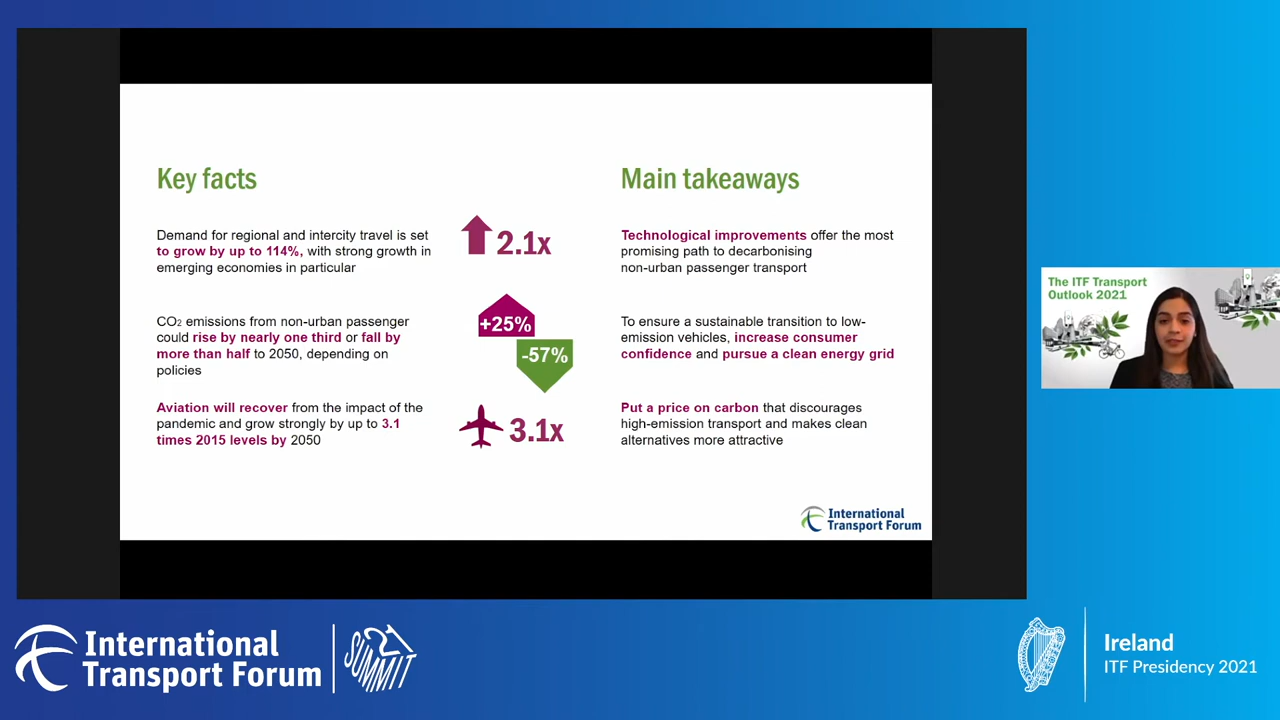 Key facts
Demand for regional and intercity travel is set
to grow by up to 114%, with strong growth in
emerging economies in particular
2.1x
CO2 emissions from non-urban passenger
could rise by nearly one third or fall by
more than half to 2050, depending on
policies
+25%
-57%
Aviation will recover from the impact of the
pandemic and grow strongly by up to 3.1
times 2015 levels by 2050
3.1x
Main takeaways
Technological improvements offer the most
promising path to decarbonising
non-urban passenger transport
To ensure a sustainable transition to low-
emission vehicles, increase consumer
confidence and pursue a clean energy grid
Put a price on carbon that discourages
high-emission transport and makes clean
alternatives more attractive
International
Transport Forum
The ITF Transport
Outlook 2021
International
Transport Forum
21
SUMMIT
Ireland
ITF Presidency 2021